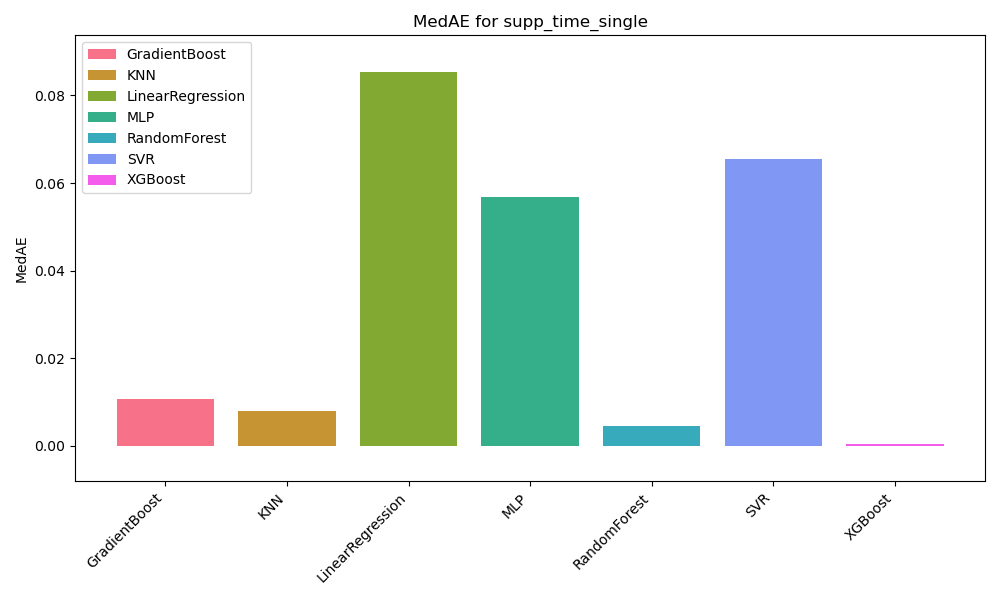 MedAE for supp_time_single
GradientBoost
KNN
LinearRegression
MLP
RandomForest
SVR
XGBoost
MedAE
0.08
0.06
0.04
0.02
0.00
GradientBoost
KNN
LinearRegression
MLP
RandomForest
SVR
XGBoost